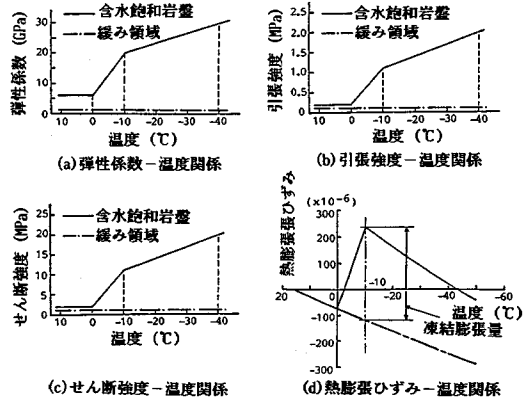 弾性係数 (GPa)
30
20
10
0
含水飽和岩盤
緩み領域
10 0 -10 -20 -30 -40
温度 (℃)
(a)弾性係数－温度関係
引張強度 (MPa)
2.5
2.0
1.5
1.0
0.5
0
含水飽和岩盤
緩み領域
10 0 -10 -20 -30 -40
温度 (℃)
(b)引張強度－温度関係
せん断強度 (MPa)
25
20
15
10
5
0
含水飽和岩盤
緩み領域
10 0 -10 -20 -30 -40
温度 (℃)
(c)せん断強度－温度関係
熱膨張張ひずみ
(x10⁻⁶)
300
200
100
0
-100
-200
-300
20 0 -10 -20 -40 -60
温度 (℃)
凍結膨張量
(d)熱膨張ひずみ－温度関係